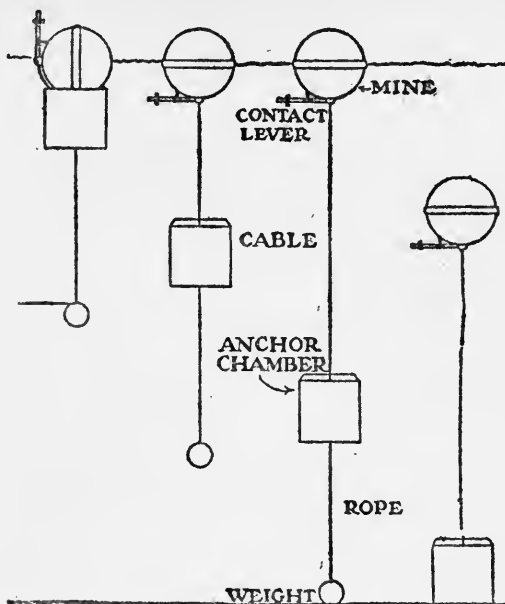 MINE
CONTACT
LEVER
CABLE
ANCHOR
CHAMBER
ROPE
WEIGHT